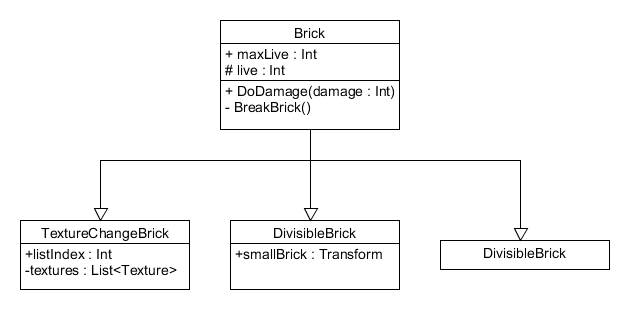 Brick
+ maxLive : Int
# live : Int
+ DoDamage(damage : Int)
- BreakBrick()
TextureChangeBrick
+listIndex : Int
-textures : List<Texture>
DivisibleBrick
+smallBrick : Transform
DivisibleBrick